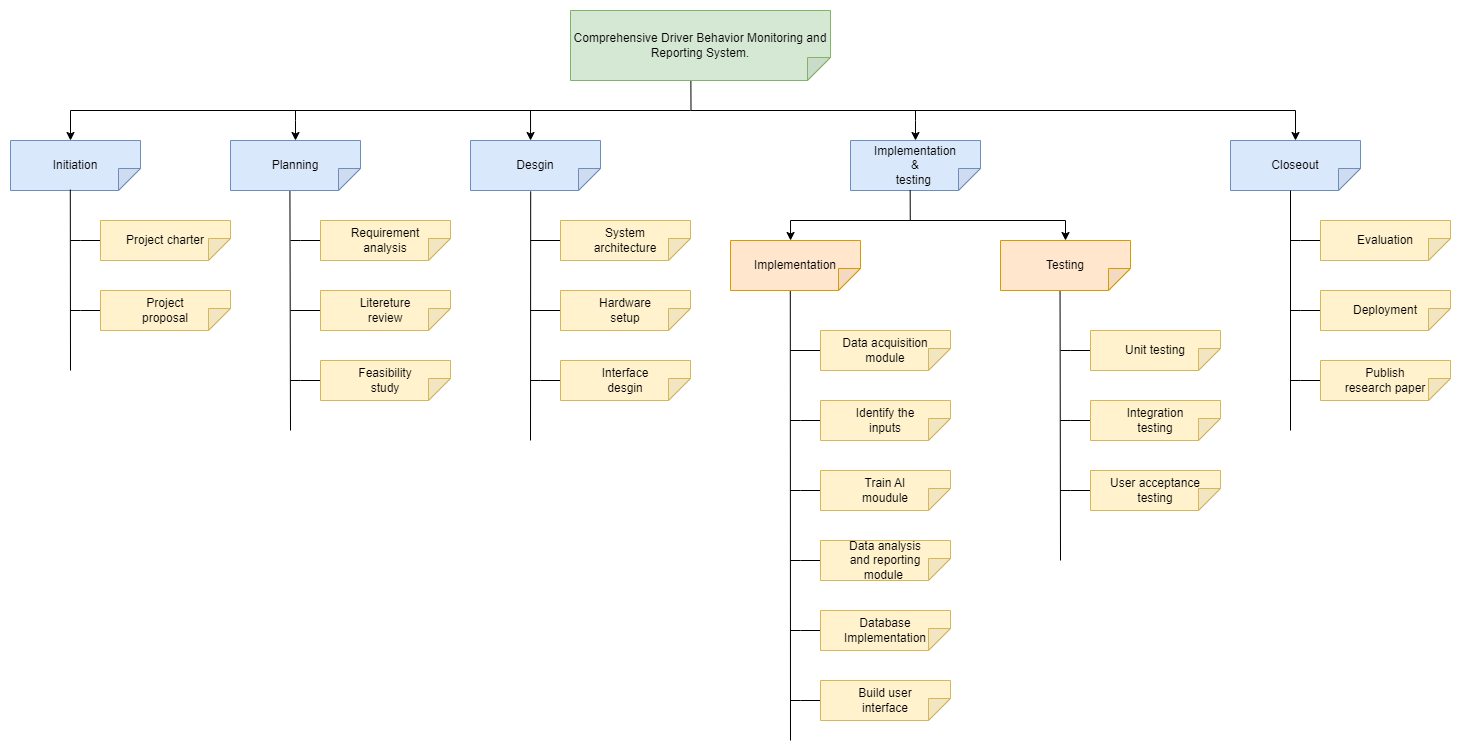 Comprehensive Driver Behavior Monitoring and
Reporting System.
Initiation
Project charter
Project
proposal
Planning
Requirement
analysis
Litereture
review
Feasibility
study
Desgin
System
architecture
Hardware
setup
Interface
desgin
Implementation
&
testing
Implementation
Data acquisition
module
Identify the
inputs
Train AI
moudule
Data analysis
and reporting
module
Database
Implementation
Build user
interface
Testing
Unit testing
Integration
testing
User acceptance
testing
Closeout
Evaluation
Deployment
Publish
research paper